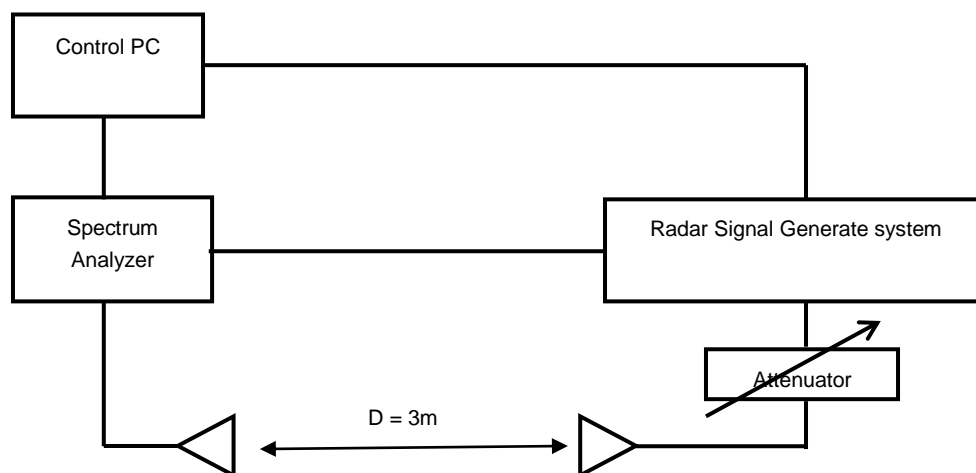 Control PC
Spectrum
Analyzer
Radar Signal Generate system
Attenuator
D = 3m